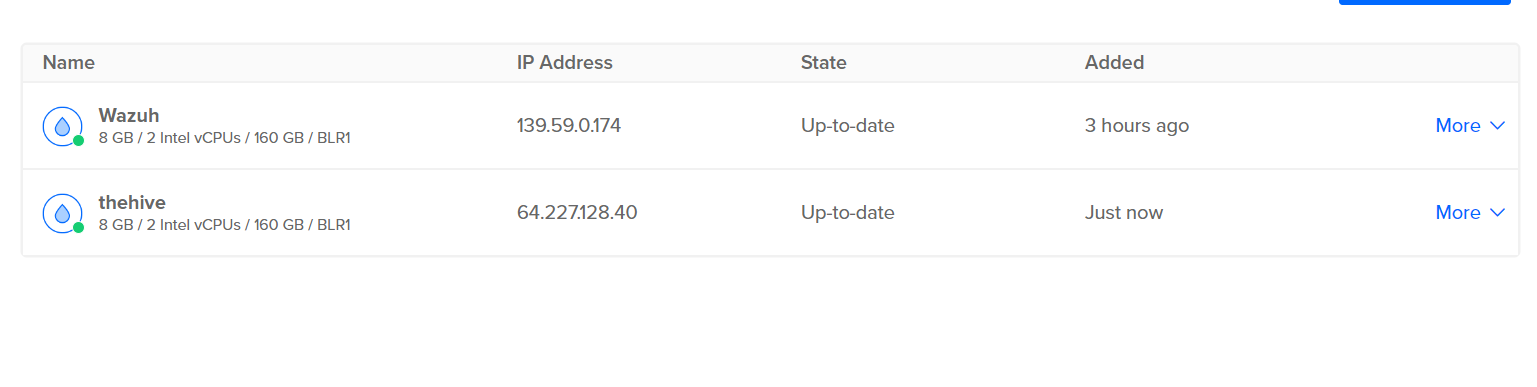 Name IP Address State Added
Wazuh
8 GB / 2 Intel vCPUs / 160 GB / BLR1
139.59.0.174 Up-to-date 3 hours ago More
thehive
8 GB / 2 Intel vCPUs / 160 GB / BLR1
64.227.128.40 Up-to-date Just now More